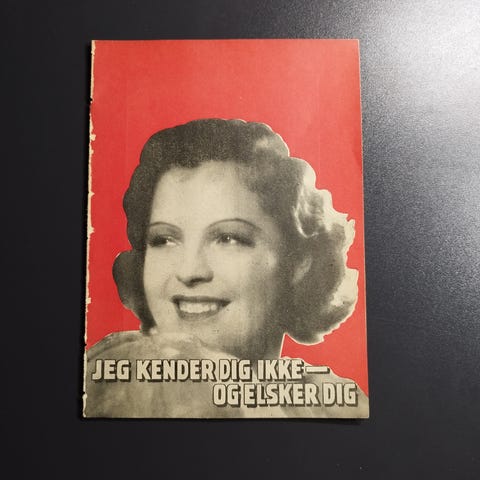 JEG KENDER DIG IKKE —
OG ELSKER DIG